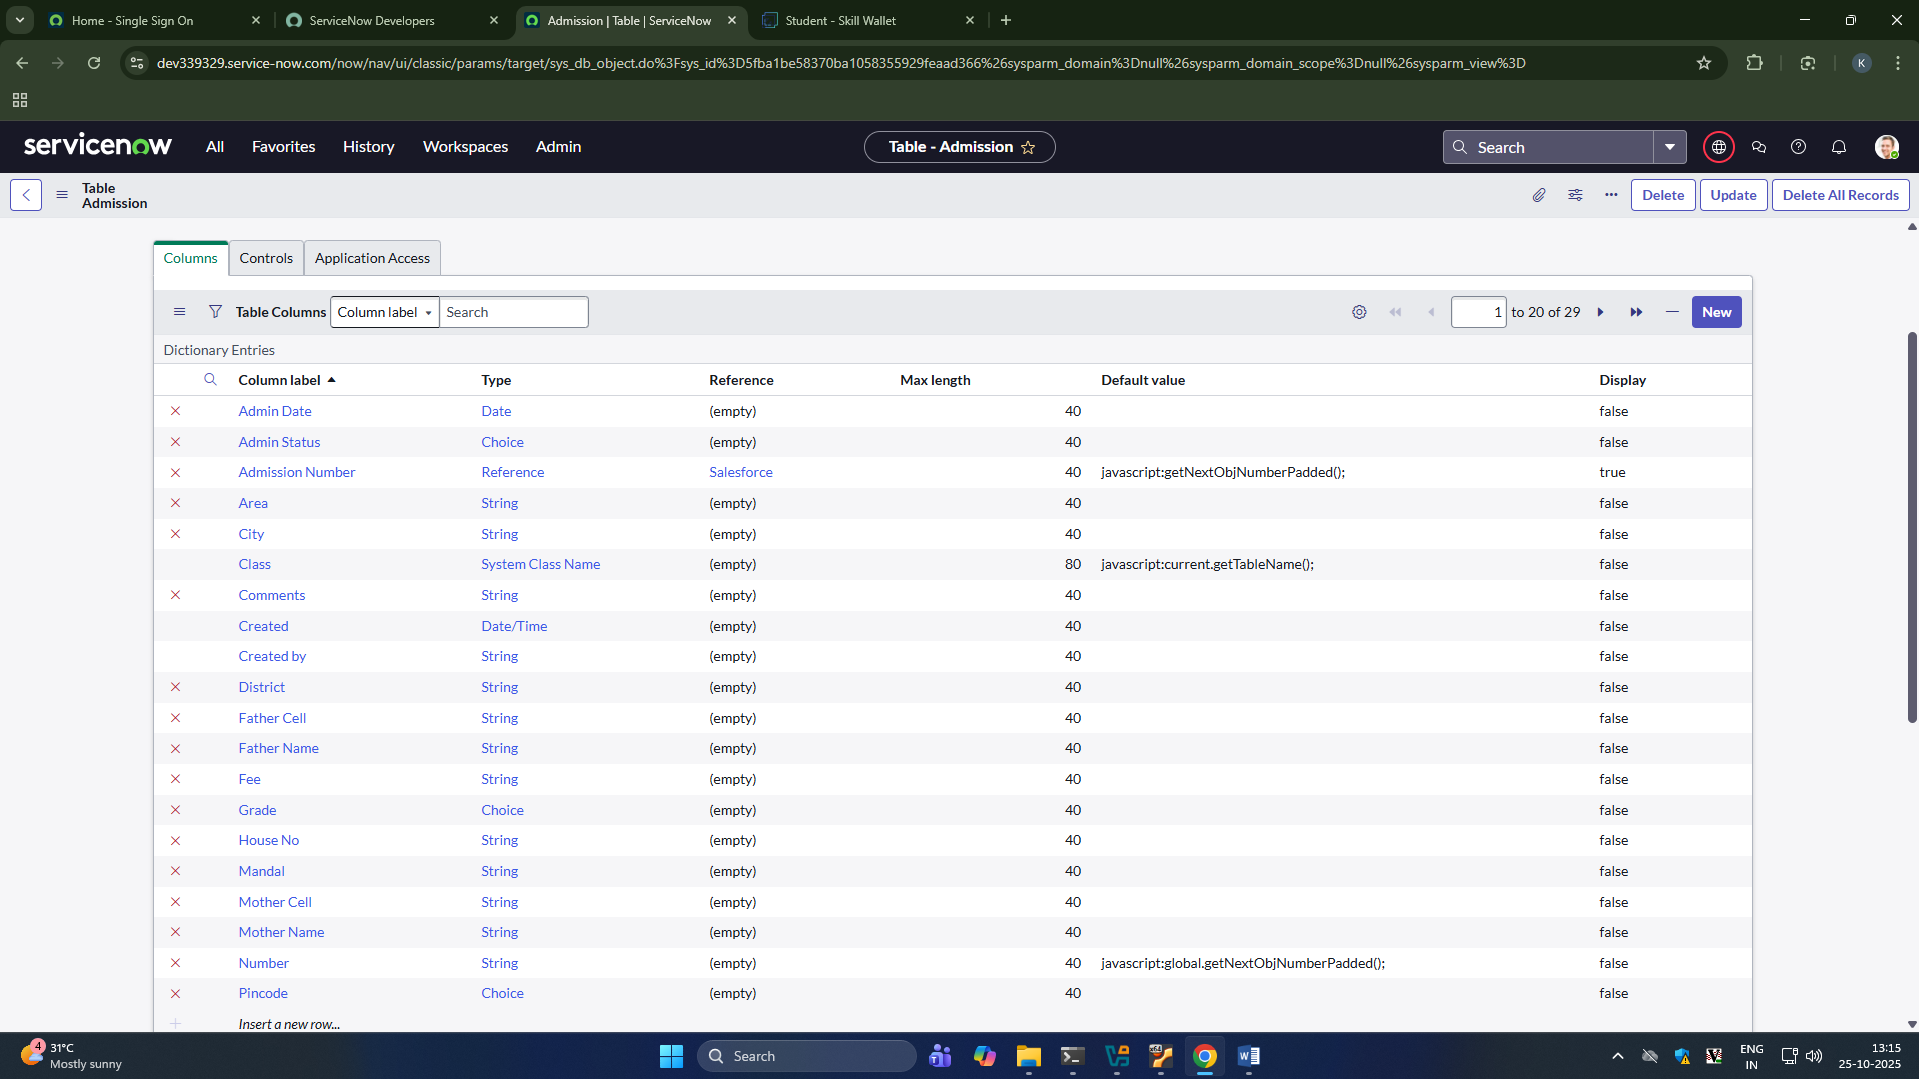 Home - Single Sign On
ServiceNow Developers
Admission | Table | ServiceNow
Student - Skill Wallet
dev339329.service-now.com/now/nav/ui/classic/params/target/sys_db_object.do%3Fsys_id%3D5fba1be58370ba1058355929feaad366%26sysparm_domain%3Dnull%26sysparm_domain_scope%3Dnull%26sysparm_view%3D
K
servicenow All Favorites History Workspaces Admin Table - Admission Search
Table
Admission
Delete Update Delete All Records
Columns Controls Application Access
Table Columns Column label Search 1 to 20 of 29 New
Dictionary Entries
Column label Type Reference Max length Default value Display
Admin Date Date (empty) 40 false
Admin Status Choice (empty) 40 false
Admission Number Reference Salesforce 40 javascript:getNextObjNumberPadded(); true
Area String (empty) 40 false
City String (empty) 40 false
Class System Class Name (empty) 80 javascript:current.getTableName(); false
Comments String (empty) 40 false
Created Date/Time (empty) 40 false
Created by String (empty) 40 false
District String (empty) 40 false
Father Cell String (empty) 40 false
Father Name String (empty) 40 false
Fee String (empty) 40 false
Grade Choice (empty) 40 false
House No String (empty) 40 false
Mandal String (empty) 40 false
Mother Cell String (empty) 40 false
Mother Name String (empty) 40 false
Number String (empty) 40 javascript:global.getNextObjNumberPadded(); false
Pincode Choice (empty) 40 false
Insert a new row...
4
31°C
Mostly sunny
Search
ENG
IN
13:15
25-10-2025